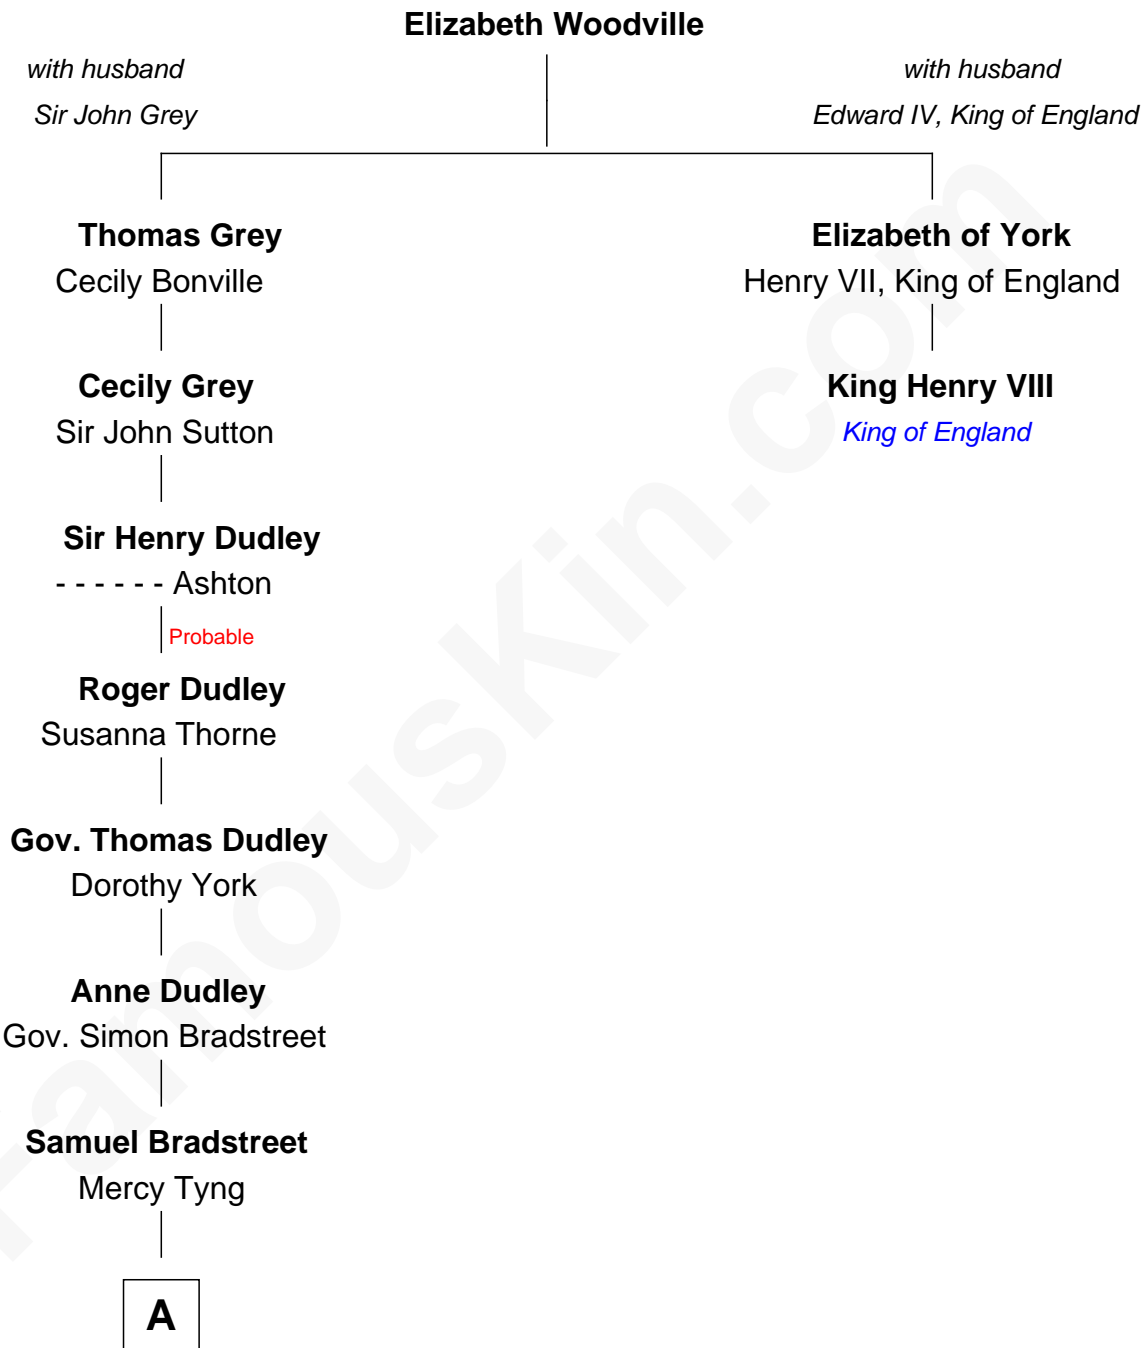 Elizabeth Woodville
with husband
Sir John Grey
with husband
Edward IV, King of England
Thomas Grey
Cecily Bonville
Elizabeth of York
Henry VII, King of England
Cecily Grey
Sir John Sutton
King Henry VIII
King of England
Sir Henry Dudley
- - - - - - Ashton
Probable
Roger Dudley
Susanna Thorne
Gov. Thomas Dudley
Dorothy York
Anne Dudley
Gov. Simon Bradstreet
Samuel Bradstreet
Mercy Tyng
A
FamousKin.com